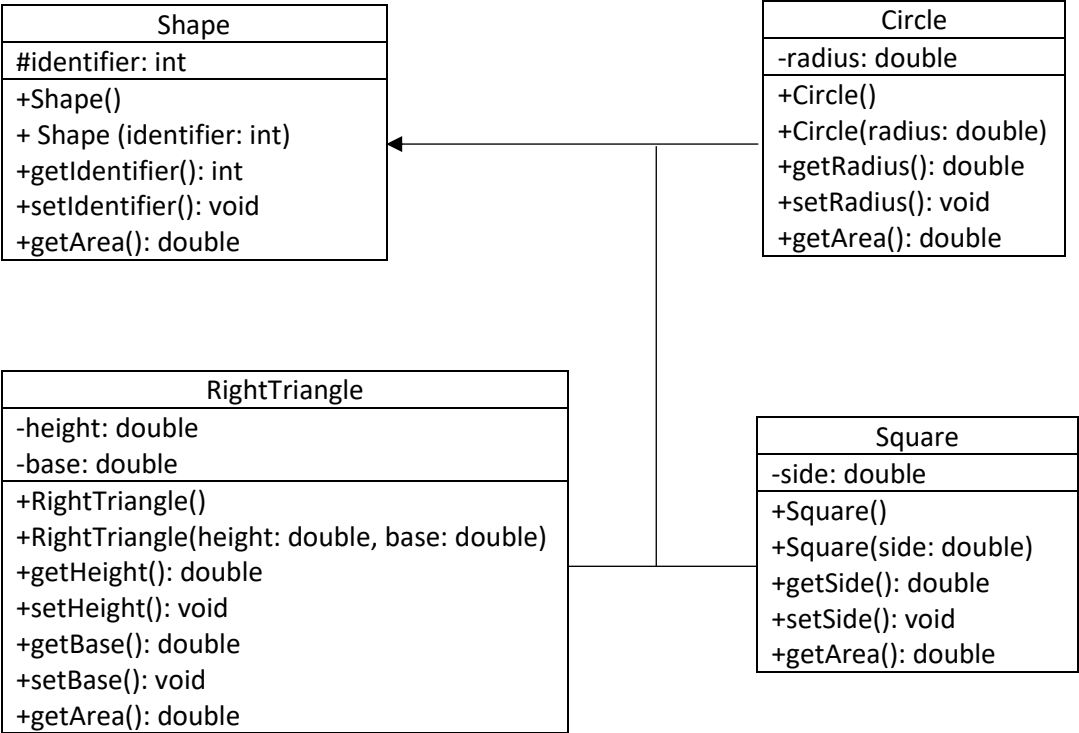 Shape
#identifier: int
+Shape()
+ Shape (identifier: int)
+getIdentifier(): int
+setIdentifier(): void
+getArea(): double
Circle
-radius: double
+Circle()
+Circle(radius: double)
+getRadius(): double
+setRadius(): void
+getArea(): double
RightTriangle
-height: double
-base: double
+RightTriangle()
+RightTriangle(height: double, base: double)
+getHeight(): double
+setHeight(): void
+getBase(): double
+setBase(): void
+getArea(): double
Square
-side: double
+Square()
+Square(side: double)
+getSide(): double
+setSide(): void
+getArea(): double